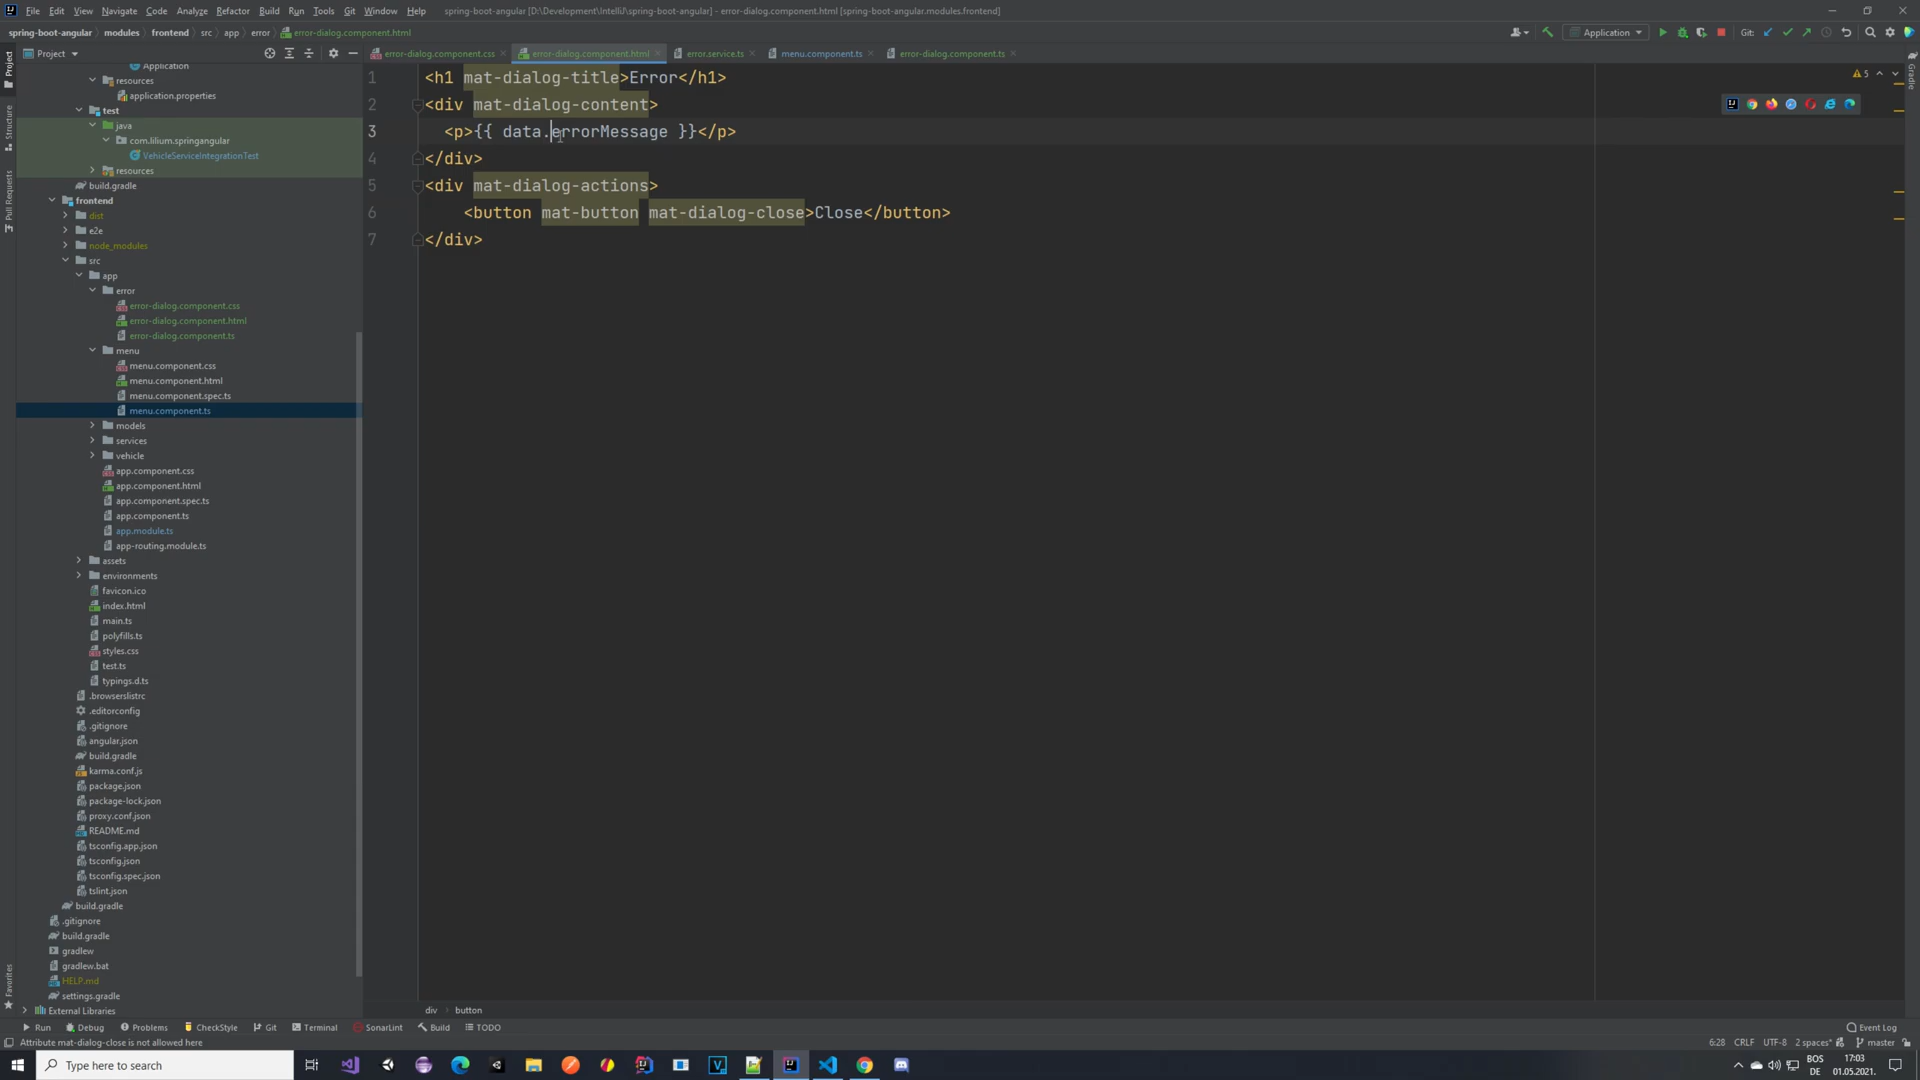 File Edit View Navigate Code Analyze Refactor Build Run Tools Git Window Help spring-boot-angular [D:\Development\IntelliJ\spring-boot-angular] - error-dialog.component.html [spring-boot-angular.modules.frontend]
spring-boot-angular modules frontend src app error error-dialog.component.html Application Git:
Project error-dialog.component.css error-dialog.component.html error.service.ts menu.component.ts error-dialog.component.ts
Application
resources
application.properties
test
java
com.lilium.springangular
VehicleServiceIntegrationTest
resources
build.gradle
frontend
dist
e2e
node_modules
src
app
error
error-dialog.component.css
error-dialog.component.html
error-dialog.component.ts
menu
menu.component.css
menu.component.html
menu.component.spec.ts
menu.component.ts
models
services
vehicle
app.component.css
app.component.html
app.component.spec.ts
app.component.ts
app.module.ts
app-routing.module.ts
assets
environments
favicon.ico
index.html
main.ts
polyfills.ts
styles.css
test.ts
typings.d.ts
.browserslistrc
.editorconfig
.gitignore
angular.json
build.gradle
karma.conf.js
package.json
package-lock.json
proxy.conf.json
README.md
tsconfig.app.json
tsconfig.json
tsconfig.spec.json
tslint.json
build.gradle
.gitignore
build.gradle
gradlew
gradlew.bat
HELP.md
settings.gradle
External Libraries
Project
Structure
Pull Requests
Favorites
1 <h1 mat-dialog-title>Error</h1>
2 <div mat-dialog-content>
3 <p>{{ data.errorMessage }}</p>
4 </div>
5 <div mat-dialog-actions>
6 <button mat-button mat-dialog-close>Close</button>
7 </div>
5
Gradle
div button
Run Debug Problems CheckStyle Git Terminal SonarLint Build TODO Event Log
Attribute mat-dialog-close is not allowed here 6:28 CRLF UTF-8 2 spaces master
Type here to search
BOS
DE
17:03
01.05.2021.